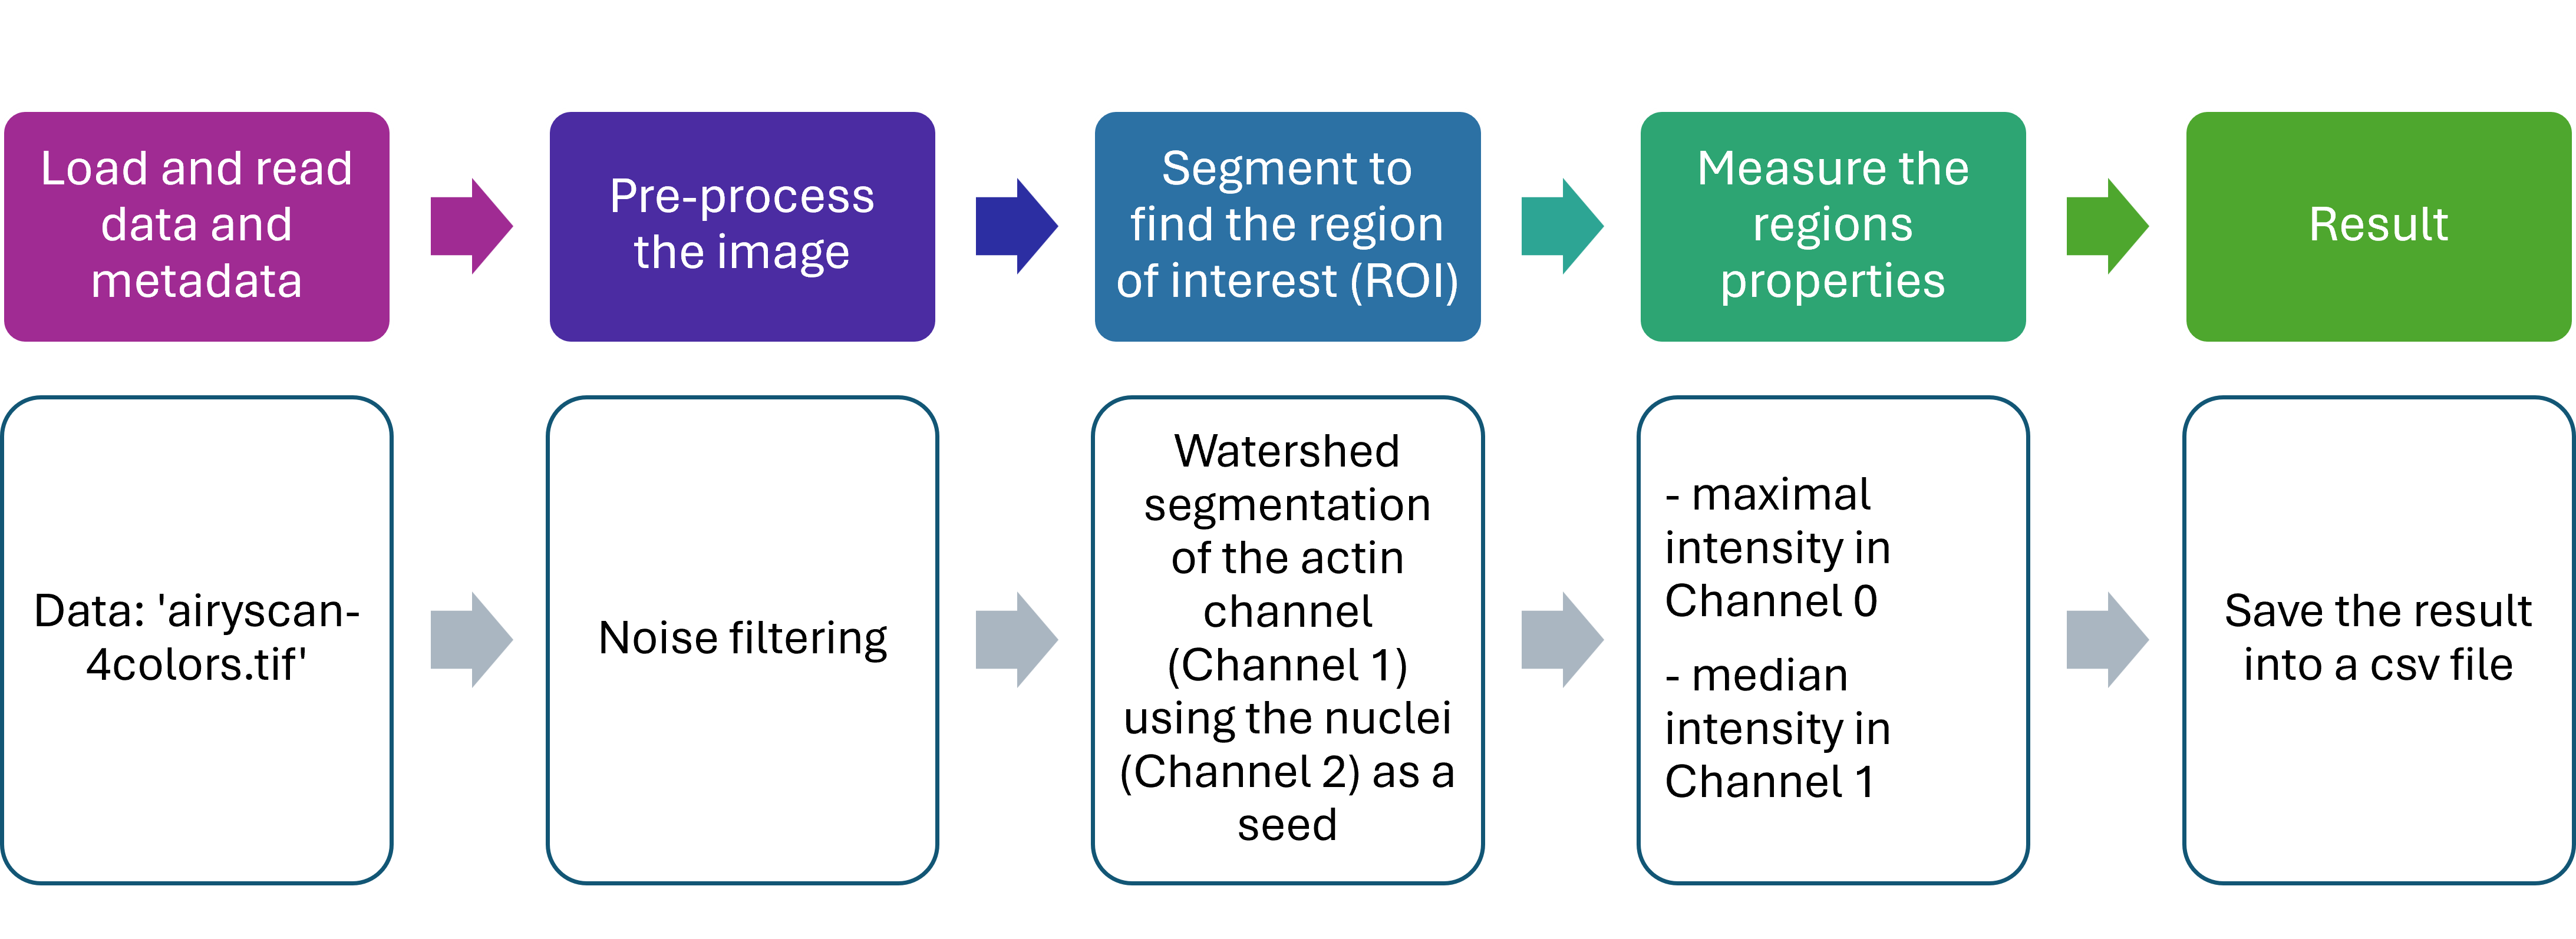 Load and read
data and
metadata
Pre-process
the image
Segment to
find the region
of interest (ROI)
Measure the
regions
properties
Result
Data: 'airyscan-
4colors.tif'
Noise filtering
Watershed
segmentation
of the actin
channel
(Channel 1)
using the nuclei
(Channel 2) as a
seed
- maximal
intensity in
Channel 0
- median
intensity in
Channel 1
Save the result
into a csv file